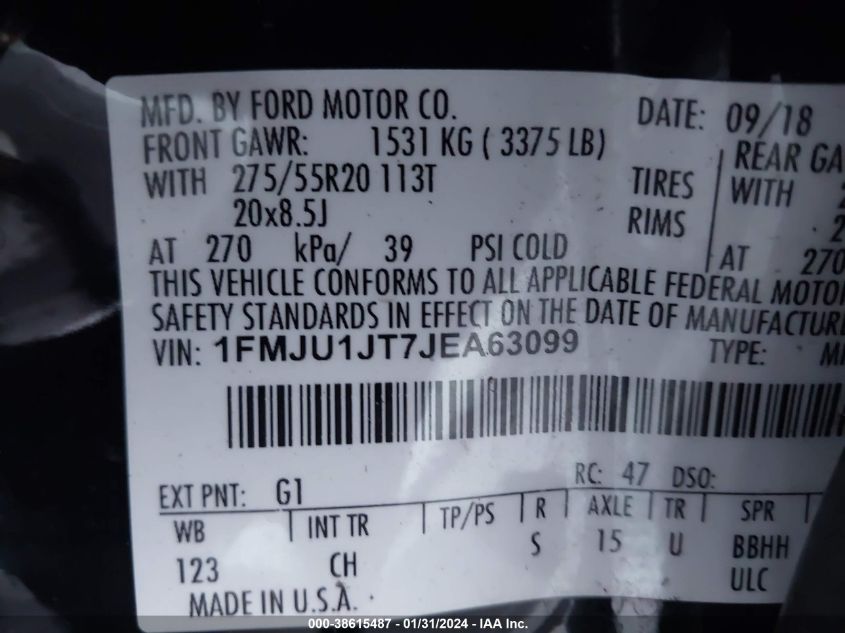 MFD. BY FORD MOTOR CO. DATE: 09/18
FRONT GAWR: 1531 KG ( 3375 LB) REAR
WITH 275/55R20 113T TIRES WITH
20x8.5J RIMS
AT 270 kPa/ 39 PSI COLD AT 270
THIS VEHICLE CONFORMS TO ALL APPLICABLE FEDERAL MOTOR
SAFETY STANDARDS IN EFFECT ON THE DATE OF MANUFACTURE
VIN: 1FMJU1JT7JEA63099 TYPE:
RC: 47 DSO:
EXT PNT: G1
WB INT TR TP/PS R AXLE TR SPR
123 CH S 15 U BBHH
ULC
MADE IN U.S.A.
000-38615487 - 01/31/2024 - IAA Inc.